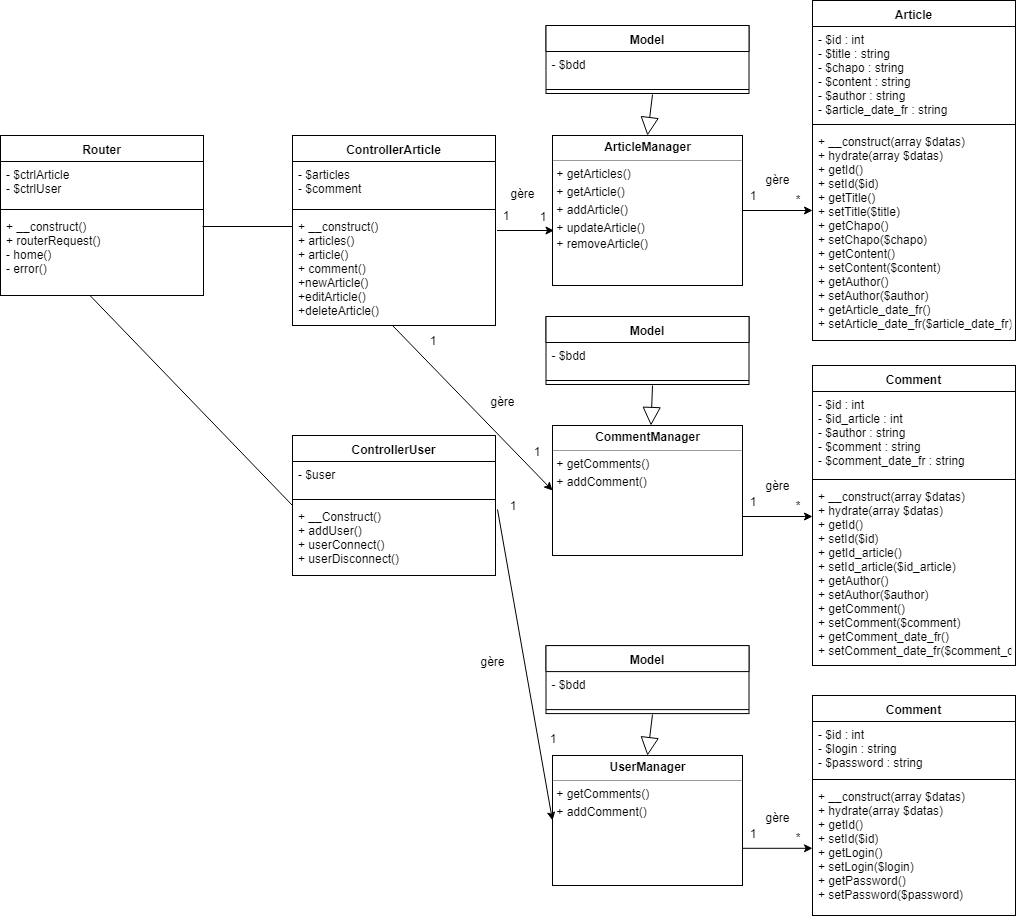 Router
- $ctrlArticle
- $ctrlUser
+ __construct()
+ routerRequest()
- home()
- error()
ControllerArticle
- $articles
- $comment
+ __construct()
+ articles()
+ article()
+ comment()
+newArticle()
+editArticle()
+deleteArticle()
gère
1
1
Model
- $bdd
ArticleManager
+ getArticles()
+ getArticle()
+ addArticle()
+ updateArticle()
+ removeArticle()
gère
1
*
Article
- $id : int
- $title : string
- $chapo : string
- $content : string
- $author : string
- $article_date_fr : string
+ __construct(array $datas)
+ hydrate(array $datas)
+ getId()
+ setId($id)
+ getTitle()
+ setTitle($title)
+ getChapo()
+ setChapo($chapo)
+ getContent()
+ setContent($content)
+ getAuthor()
+ setAuthor($author)
+ getArticle_date_fr()
+ setArticle_date_fr($article_date_fr)
1
gère
1
Model
- $bdd
CommentManager
+ getComments()
+ addComment()
gère
1
*
Comment
- $id : int
- $id_article : int
- $author : string
- $comment : string
- $comment_date_fr : string
+ __construct(array $datas)
+ hydrate(array $datas)
+ getId()
+ setId($id)
+ getId_article()
+ setId_article($id_article)
+ getAuthor()
+ setAuthor($author)
+ getComment()
+ setComment($comment)
+ getComment_date_fr()
+ setComment_date_fr($comment_d
ControllerUser
- $user
+ __Construct()
+ addUser()
+ userConnect()
+ userDisconnect()
1
gère
1
Model
- $bdd
UserManager
+ getComments()
+ addComment()
gère
1
*
Comment
- $id : int
- $login : string
- $password : string
+ __construct(array $datas)
+ hydrate(array $datas)
+ getId()
+ setId($id)
+ getLogin()
+ setLogin($login)
+ getPassword()
+ setPassword($password)